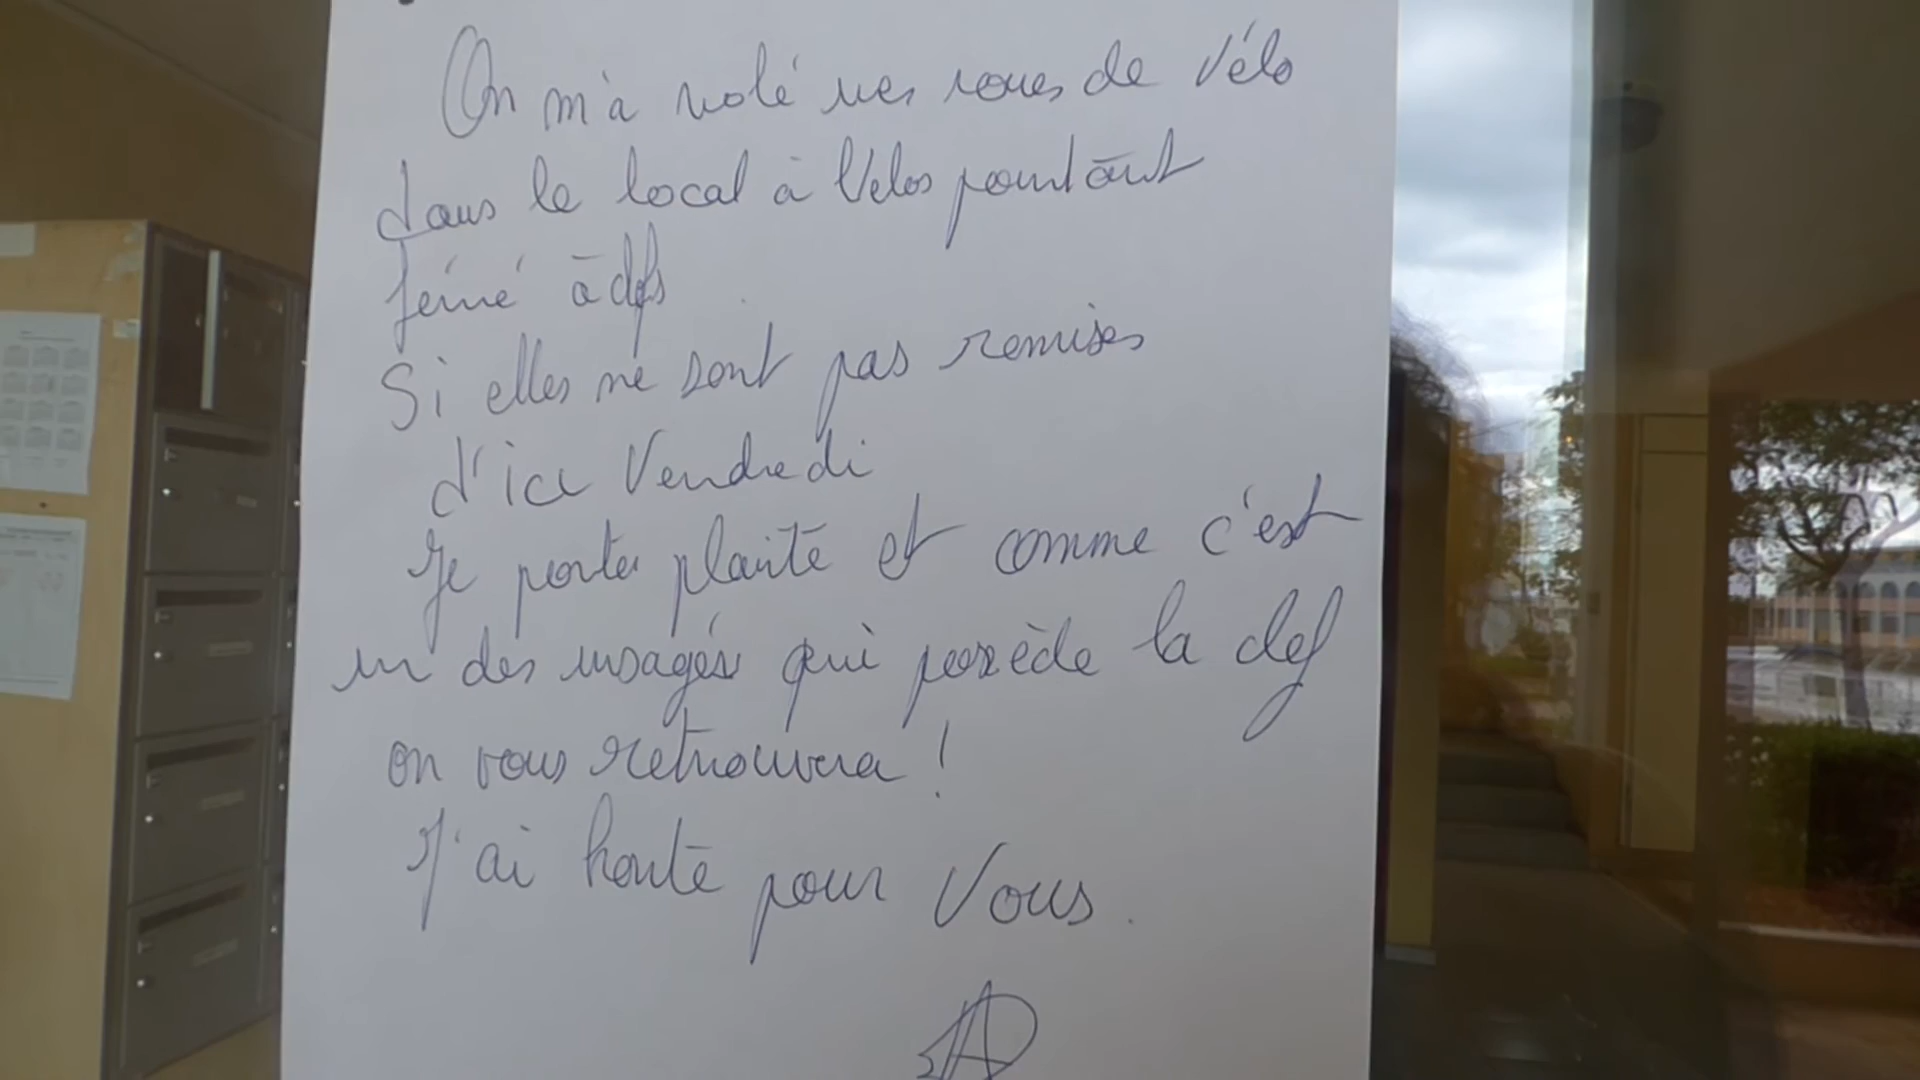 On m'a volé mes roues de Vélo
dans le local à Vélos pourtant
fermé à clefs
Si elles ne sont pas remises
d'ici Vendredi
Je porte plainte et comme c'est
un des usagés qui possède la clef
on vous retrouvera !
J'ai honte pour Vous.